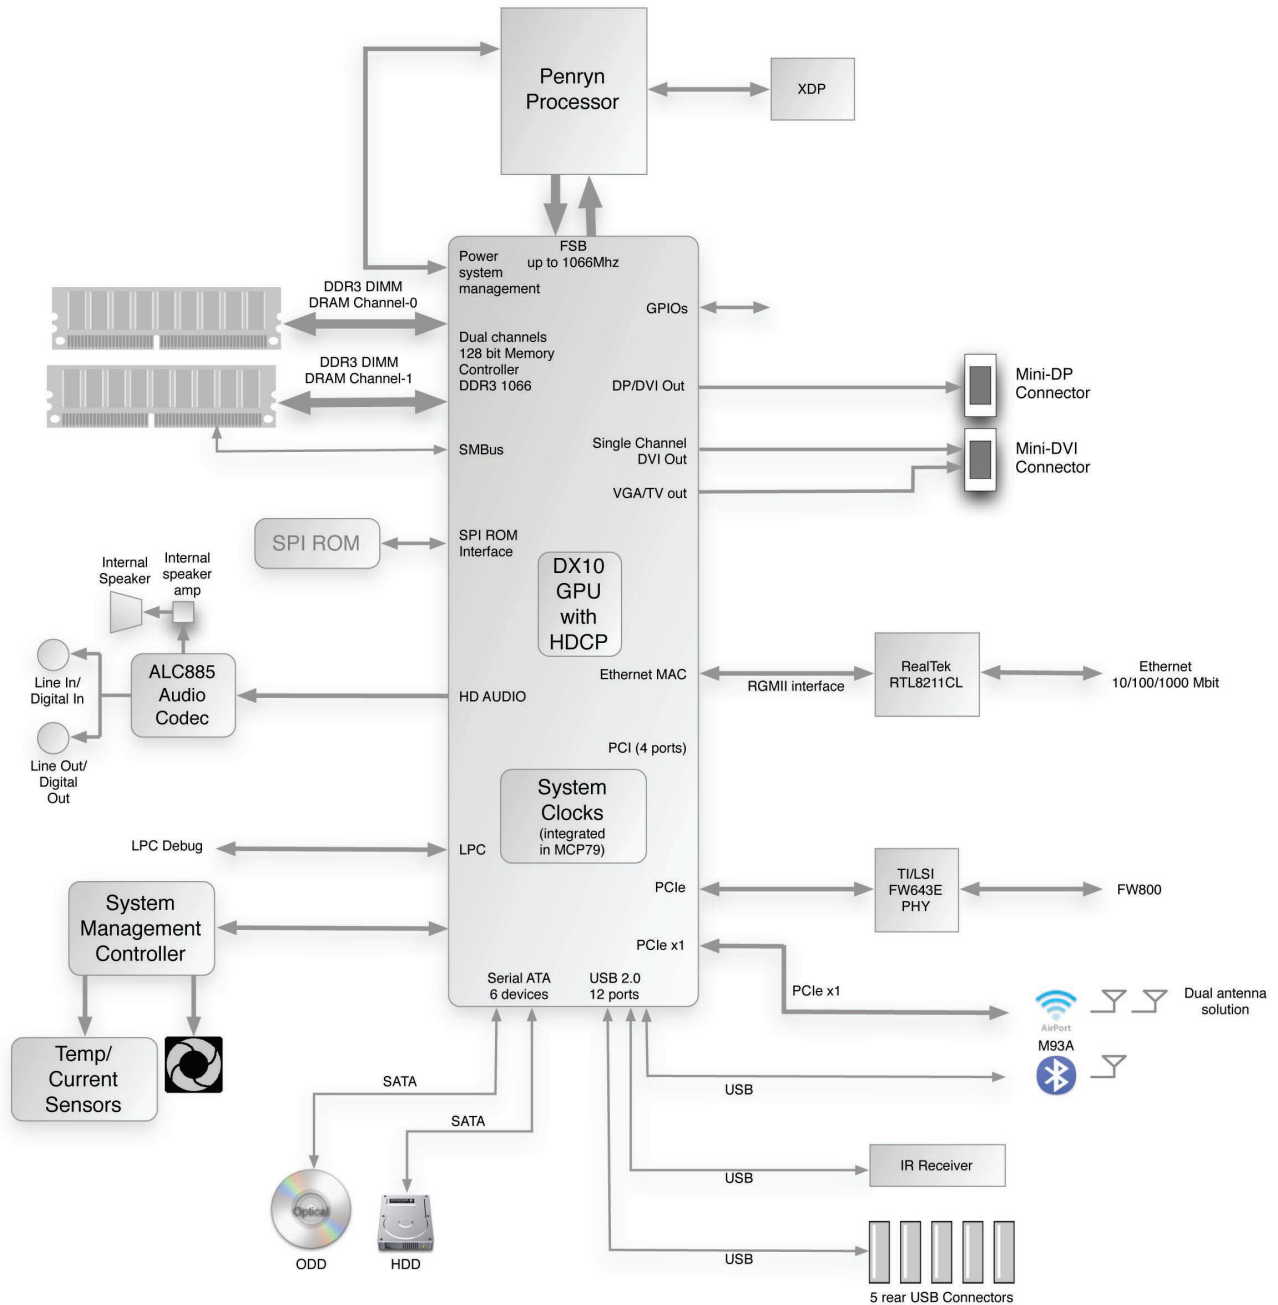 Penryn
Processor
XDP
FSB
up to 1066Mhz
Power
system
management
DDR3 DIMM
DRAM Channel-0
GPIOs
Dual channels
128 bit Memory
Controller
DDR3 1066
DDR3 DIMM
DRAM Channel-1
DP/DVI Out
Mini-DP
Connector
SMBus
Single Channel
DVI Out
Mini-DVI
Connector
VGA/TV out
SPI ROM
SPI ROM
Interface
DX10
GPU
with
HDCP
Internal
Speaker
Internal
speaker
amp
ALC885
Audio
Codec
Line In/
Digital In
HD AUDIO
Line Out/
Digital
Out
Ethernet MAC
RGMII interface
RealTek
RTL8211CL
Ethernet
10/100/1000 Mbit
PCI (4 ports)
System
Clocks
(integrated
in MCP79)
LPC Debug
LPC
PCIe
TI/LSI
FW643E
PHY
FW800
System
Management
Controller
PCIe x1
PCIe x1
AirPort
Dual antenna
solution
M93A
Serial ATA
6 devices
USB 2.0
12 ports
Temp/
Current
Sensors
SATA
USB
SATA
IR Receiver
USB
Optical
ODD
HDD
USB
5 rear USB Connectors